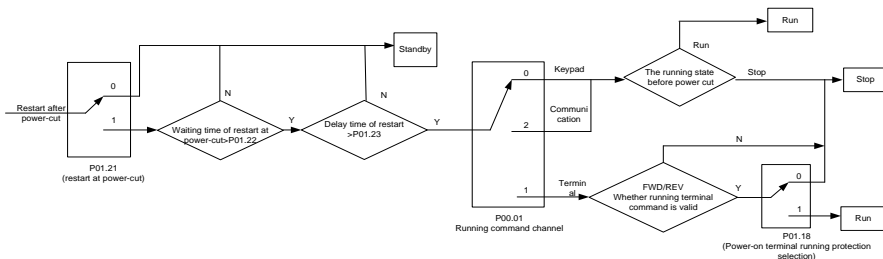 Run
Run
Standby
0
Keypad
The running state
before power cut
Stop
Stop
N
N
0
Communi
cation
Restart after
power-cut
1
Waiting time of restart at
power-cut>P01.22
Y
Delay time of restart
>P01.23
Y
2
N
P01.21
(restart at power-cut)
1
Termin
al
FWD/REV
Whether running terminal
command is valid
Y
0
1
Run
P00.01
Running command channel
P01.18
(Power-on terminal running protection
selection)